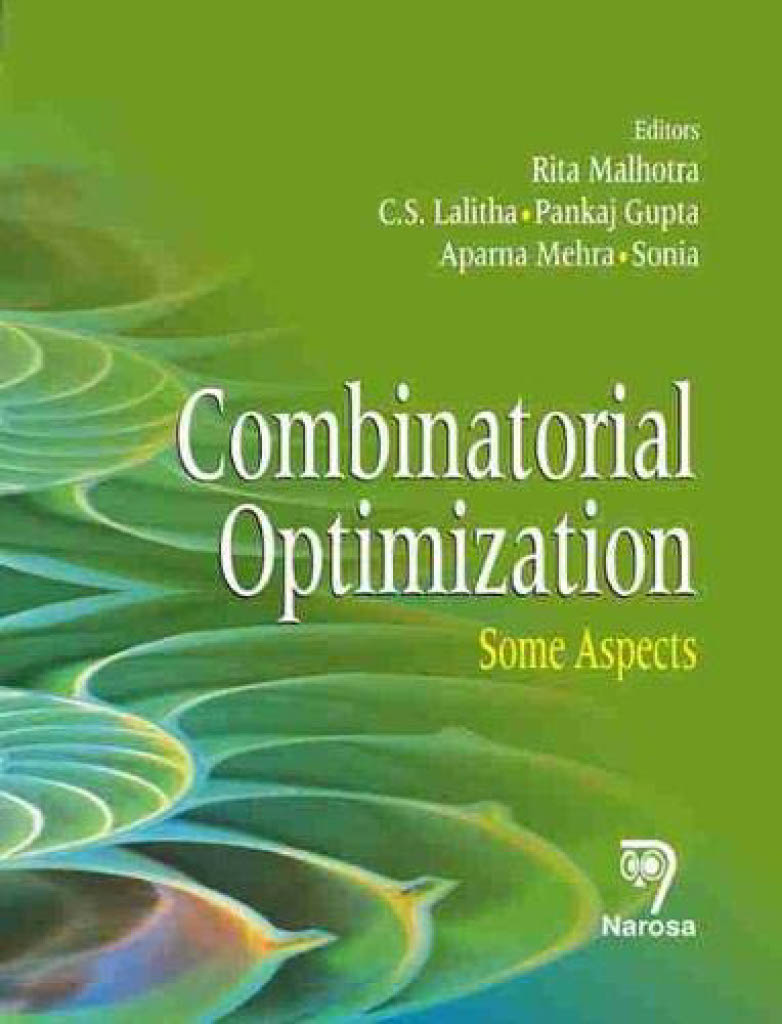 Editors
Rita Malhotra
C.S. Lalitha • Pankaj Gupta
Aparna Mehra • Sonia
Combinatorial
Optimization
Some Aspects
Narosa